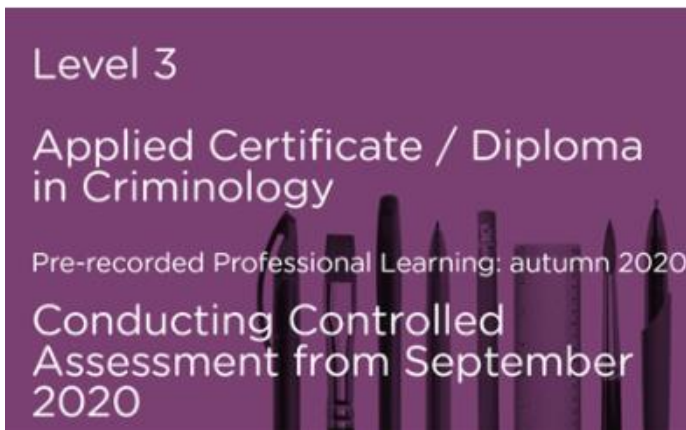 Level 3
Applied Certificate / Diploma
in Criminology
Pre-recorded Professional Learning: autumn 2020
Conducting Controlled
Assessment from September
2020